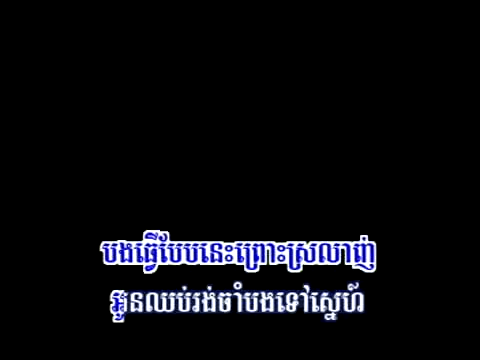 បងធ្វើបែបនេះព្រោះស្រលាញ់
អូនឈប់រង់ចាំបងទៅស្នេហ៍